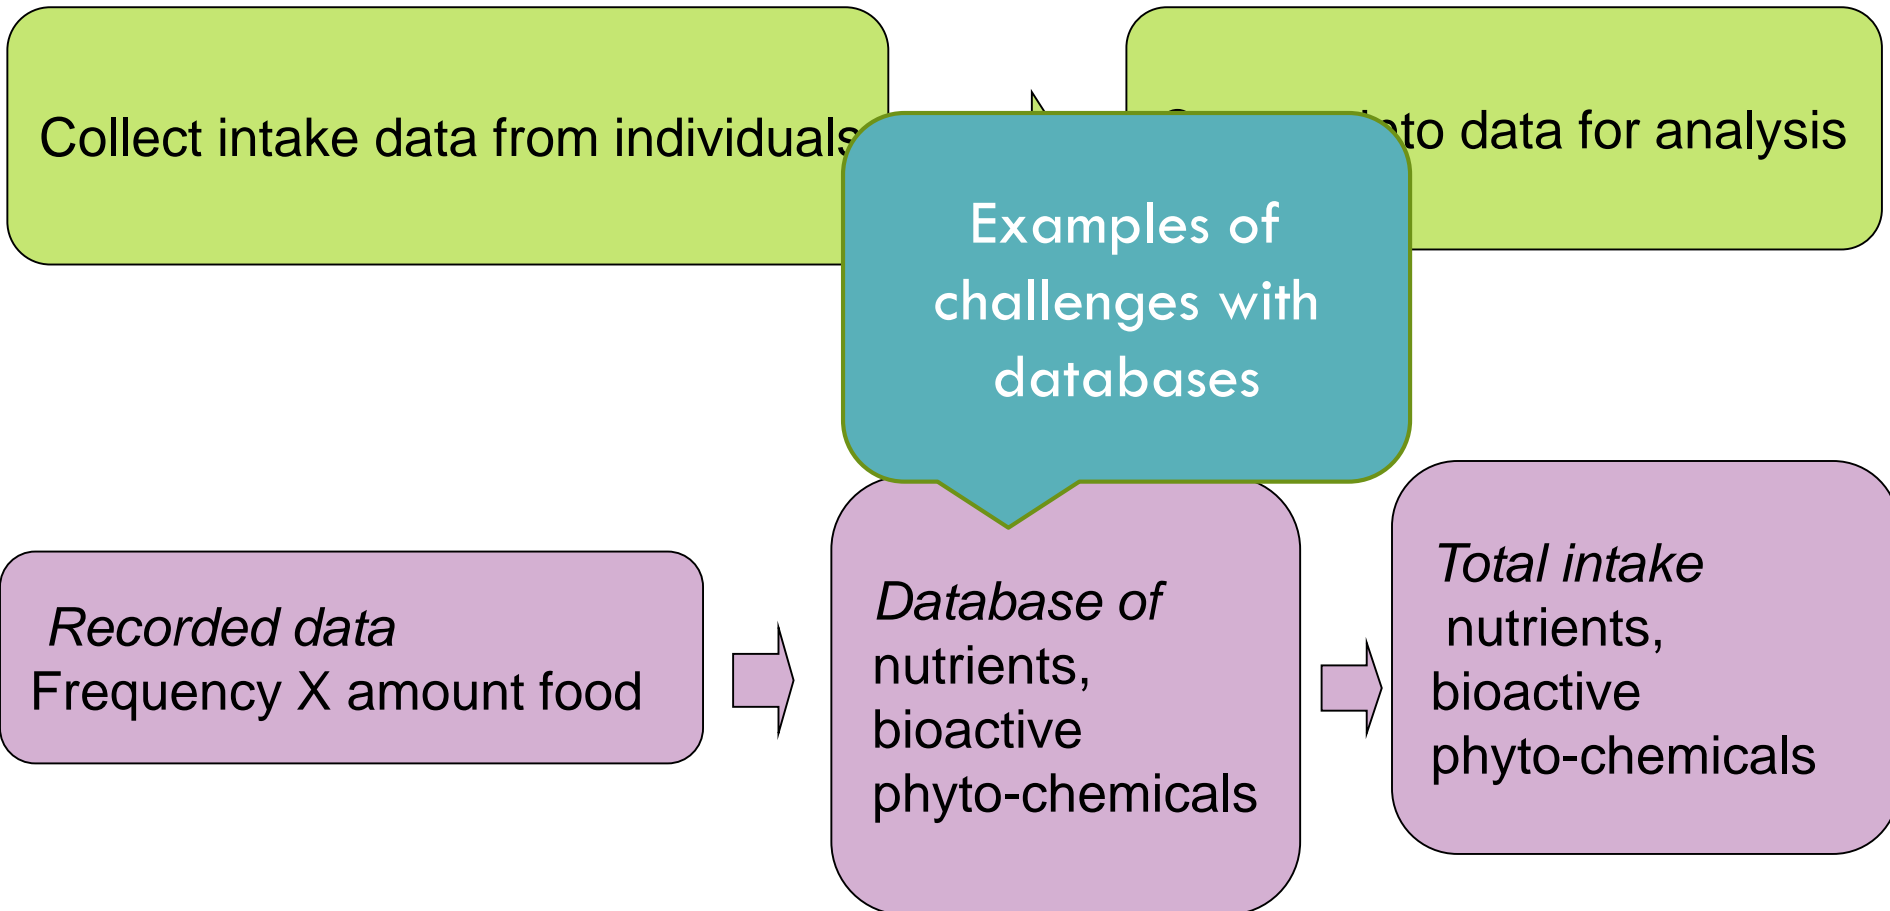 Collect intake data from individuals
into data for analysis
Examples of
challenges with
databases
Recorded data
Frequency X amount food
Database of
nutrients,
bioactive
phyto-chemicals
Total intake
nutrients,
bioactive
phyto-chemicals